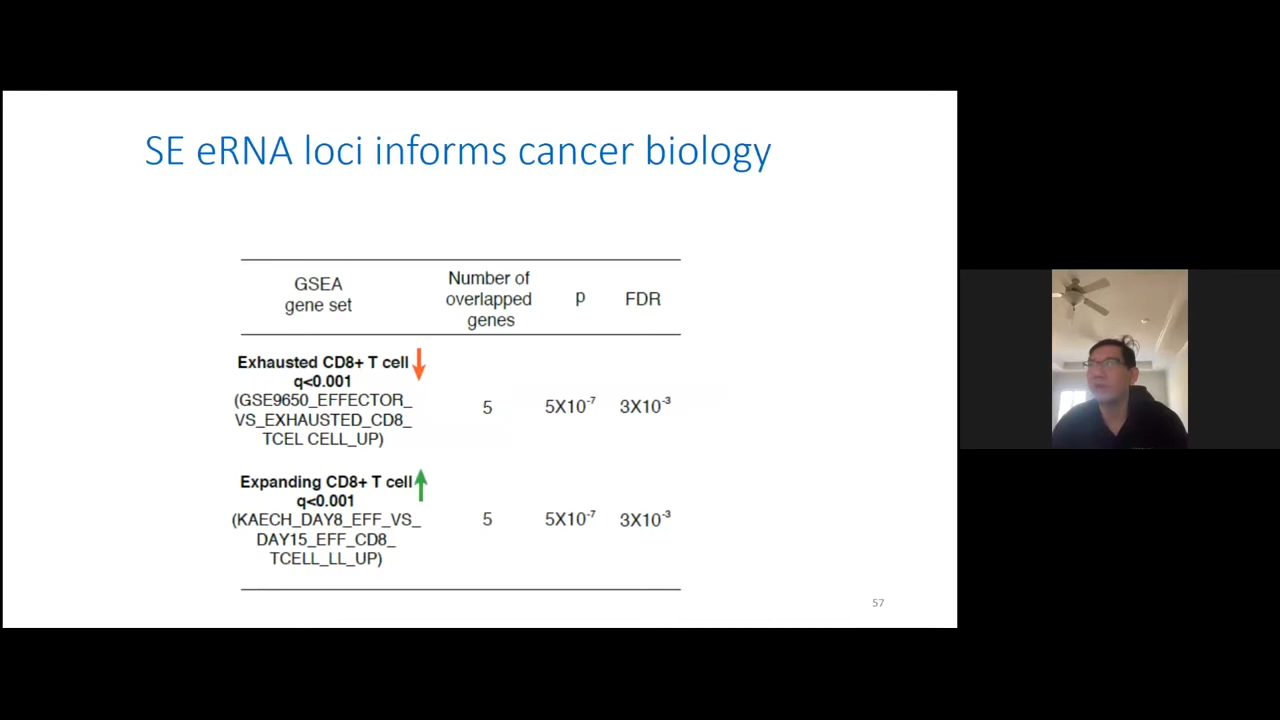 SE eRNA loci informs cancer biology
GSEA
gene set
Number of
overlapped
genes
p
FDR
Exhausted CD8+ T cell
q<0.001
(GSE9650_EFFECTOR_
VS_EXHAUSTED_CD8_
TCEL CELL_UP)
5
5X10⁻⁷
3X10⁻³
Expanding CD8+ T cell
q<0.001
(KAECH_DAY8_EFF_VS_
DAY15_EFF_CD8_
TCELL_LL_UP)
5
5X10⁻⁷
3X10⁻³
57